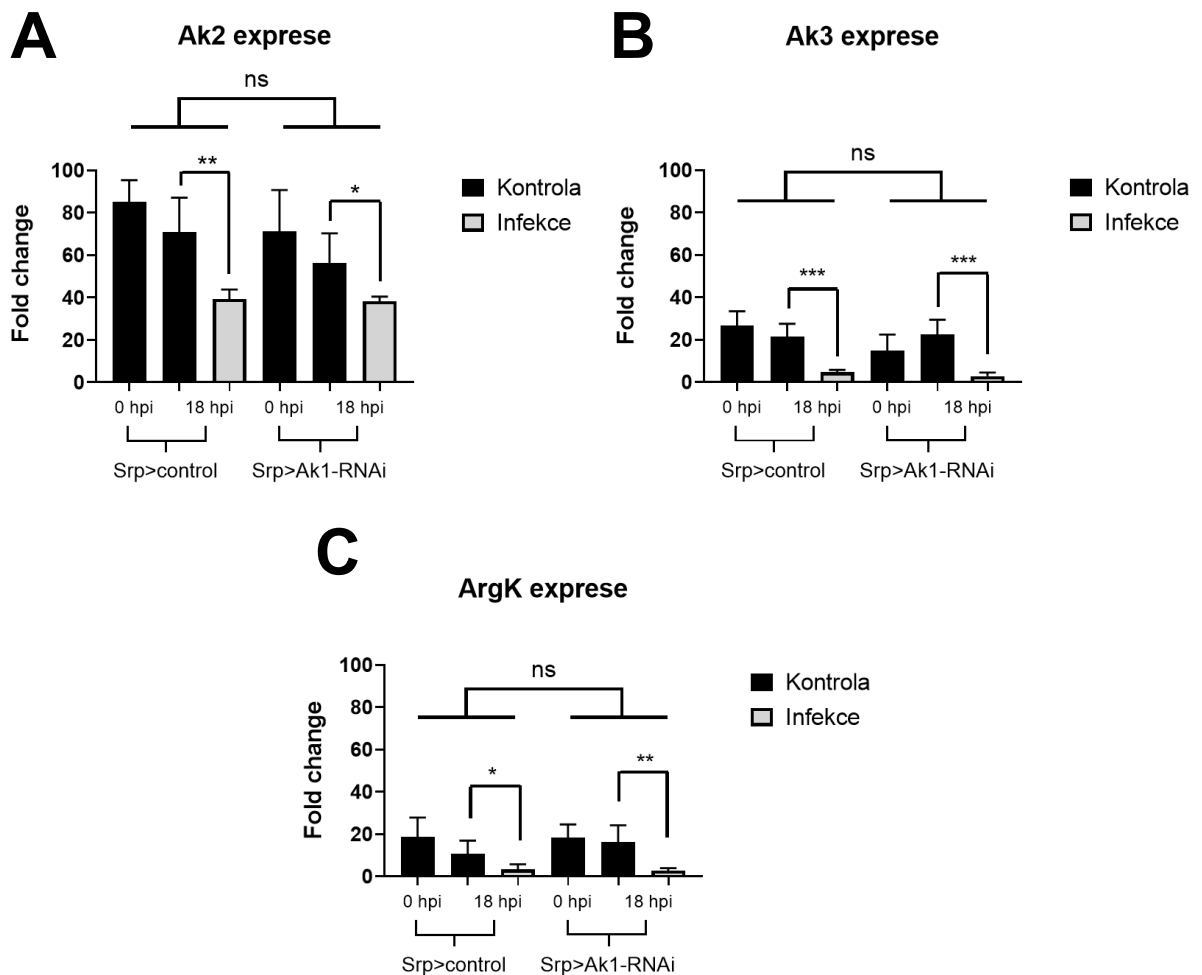 A
Ak2 exprese
ns
**
*
Fold change
100
80
60
40
20
0
0 hpi 18 hpi 0 hpi 18 hpi
Srp>control Srp>Ak1-RNAi
Kontrola
Infekce
B
Ak3 exprese
ns
***
***
Fold change
100
80
60
40
20
0
0 hpi 18 hpi 0 hpi 18 hpi
Srp>control Srp>Ak1-RNAi
Kontrola
Infekce
C
ArgK exprese
ns
*
**
Fold change
100
80
60
40
20
0
0 hpi 18 hpi 0 hpi 18 hpi
Srp>control Srp>Ak1-RNAi
Kontrola
Infekce